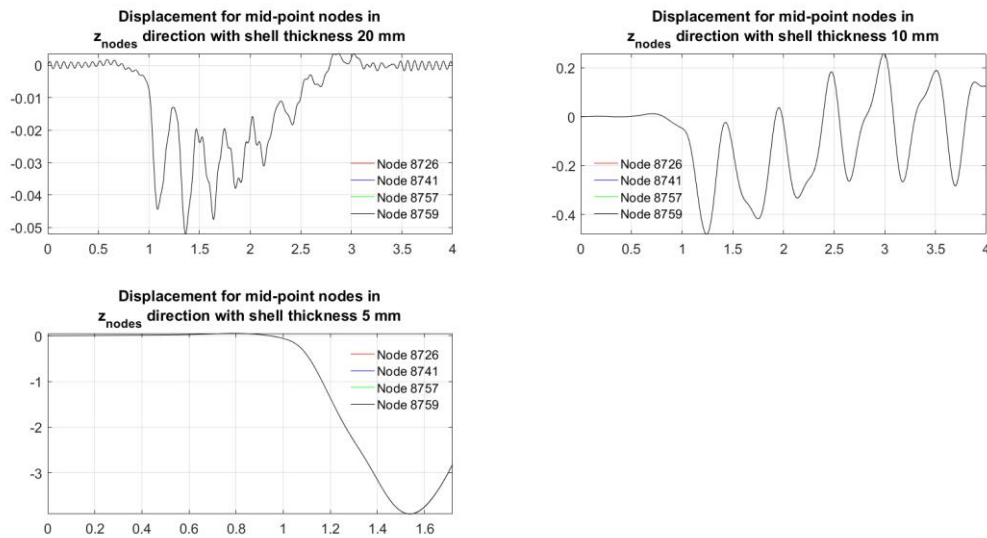 Displacement for mid-point nodes in
z_nodes direction with shell thickness 20 mm
0
-0.01
-0.02
-0.03
-0.04
-0.05
Node 8726
Node 8741
Node 8757
Node 8759
0 0.5 1 1.5 2 2.5 3 3.5 4
Displacement for mid-point nodes in
z_nodes direction with shell thickness 10 mm
0.2
0
-0.2
-0.4
Node 8726
Node 8741
Node 8757
Node 8759
0 0.5 1 1.5 2 2.5 3 3.5 4
Displacement for mid-point nodes in
z_nodes direction with shell thickness 5 mm
0
-1
-2
-3
Node 8726
Node 8741
Node 8757
Node 8759
0 0.2 0.4 0.6 0.8 1 1.2 1.4 1.6